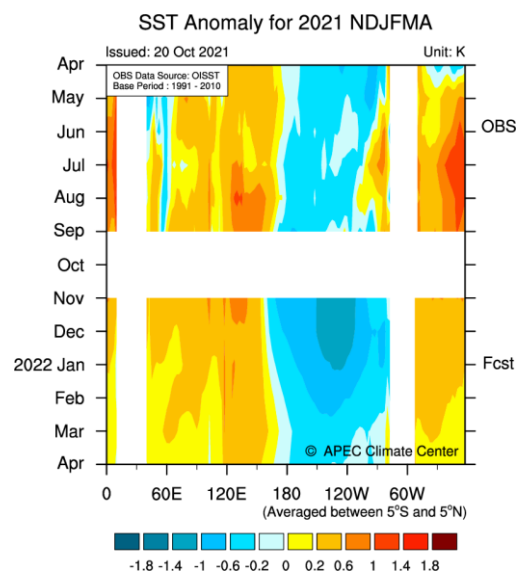 SST Anomaly for 2021 NDJFMA
Issued: 20 Oct 2021 Unit: K
OBS Data Source: OISST
Base Period : 1991 - 2010
Apr
May
Jun
Jul
Aug
Sep
Oct
Nov
Dec
2022 Jan
Feb
Mar
Apr
OBS
Fcst
© APEC Climate Center
0 60E 120E 180 120W 60W
(Averaged between 5°S and 5°N)
-1.8 -1.4 -1 -0.6 -0.2 0 0.2 0.6 1 1.4 1.8